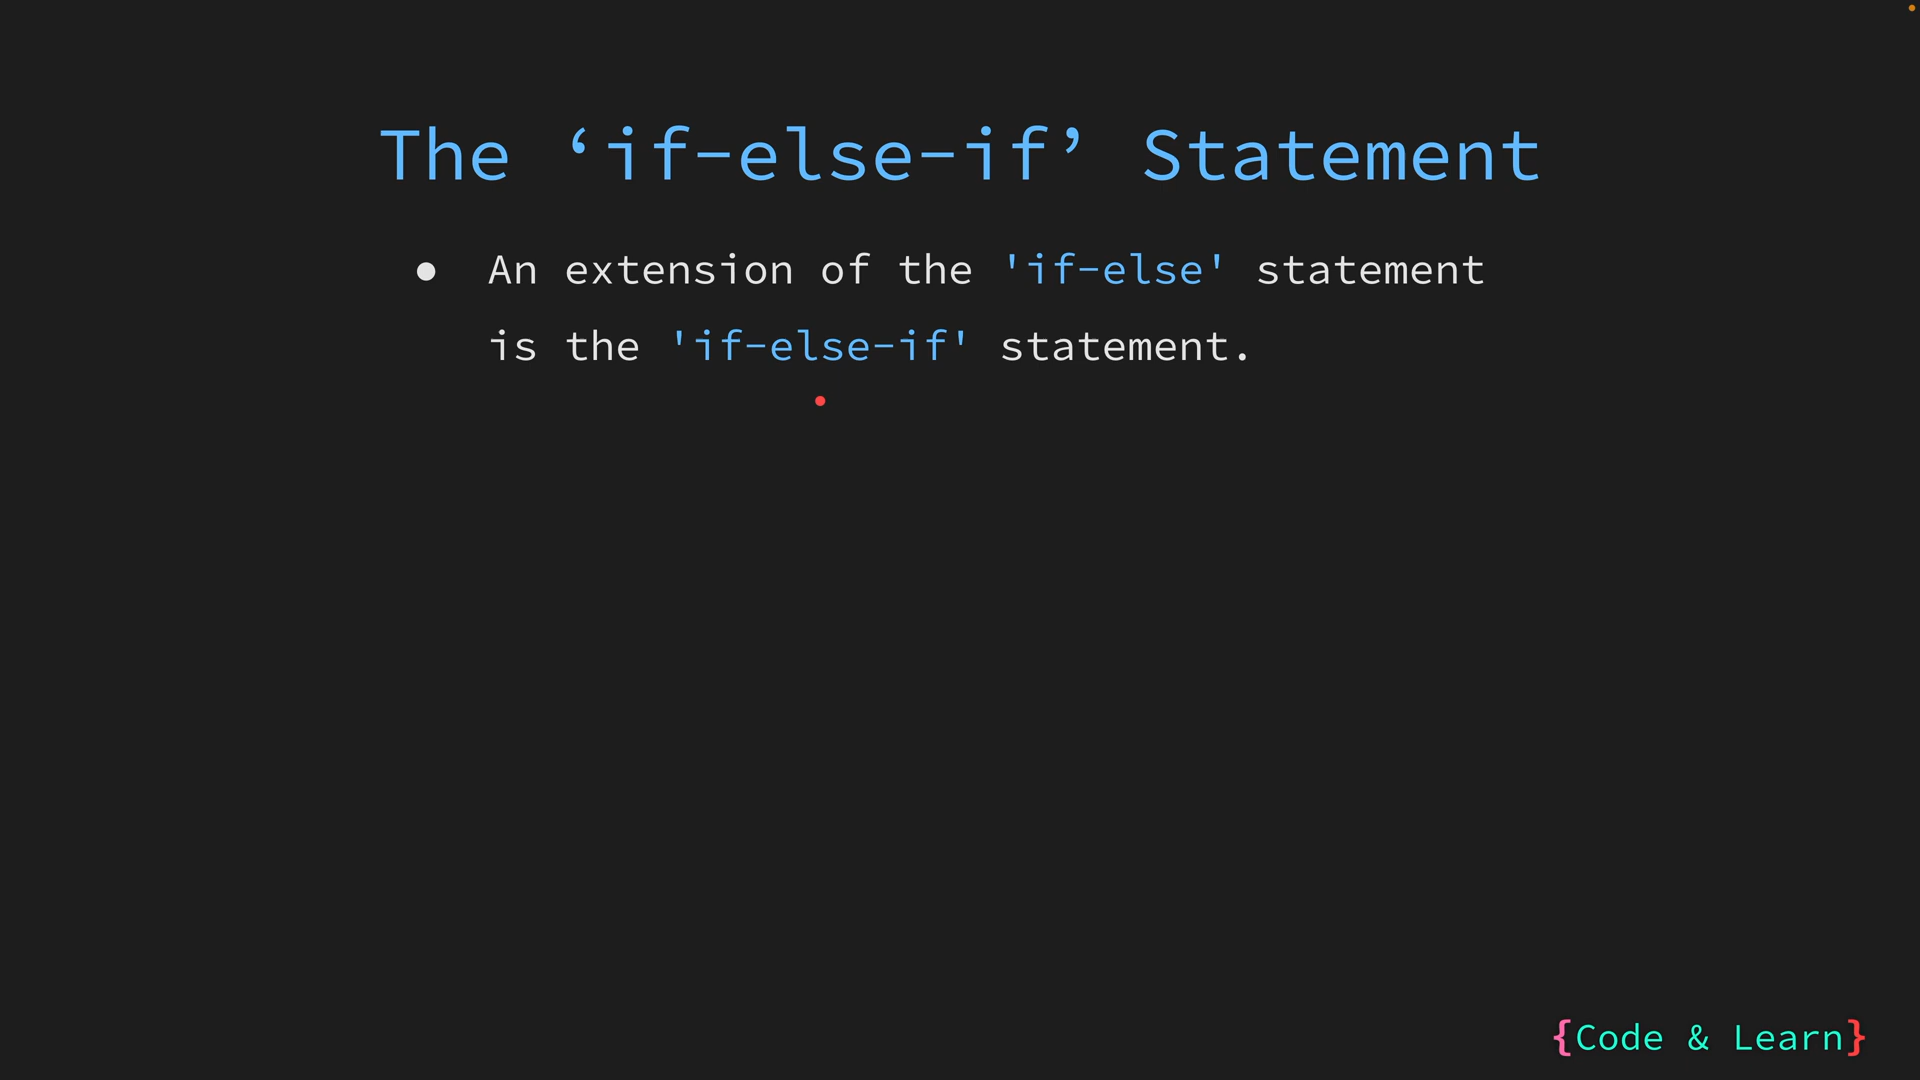 The ‘if-else-if’ Statement
● An extension of the 'if-else' statement
is the 'if-else-if' statement.
{Code & Learn}